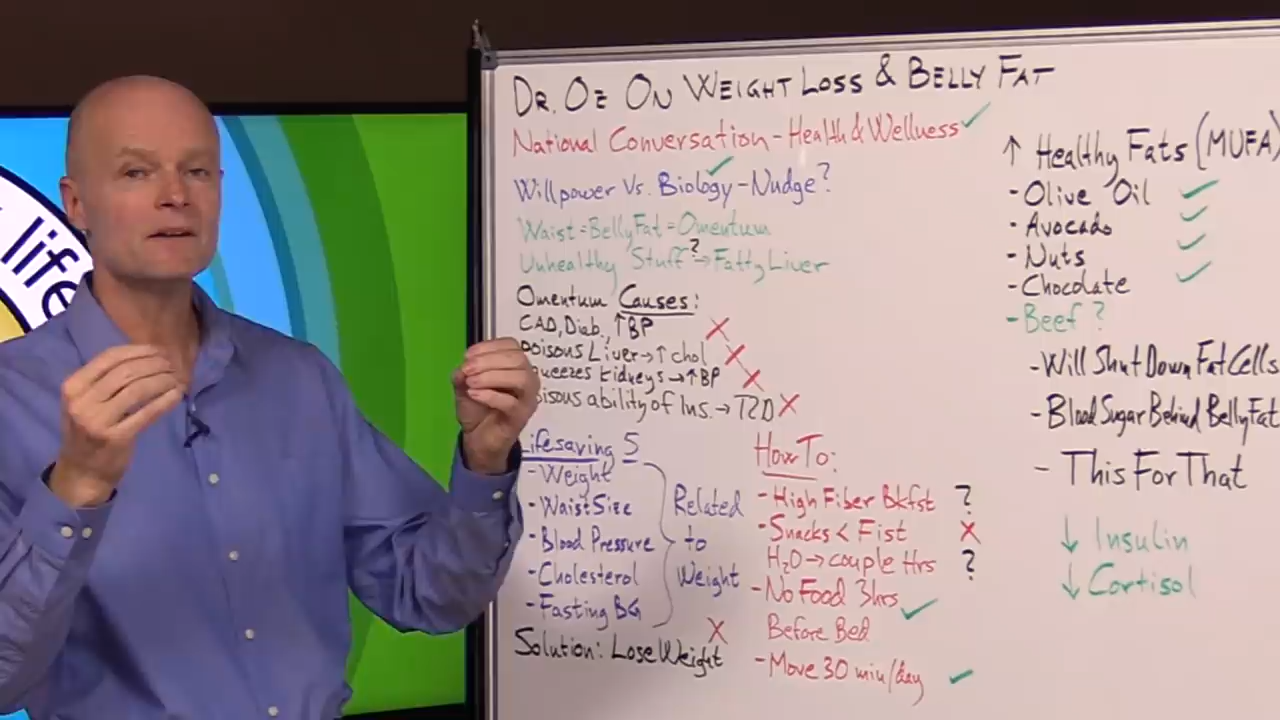 life
DR. OZ ON WEIGHT LOSS & BELLY FAT
National Conversation - Health & Wellness ✓
Willpower Vs. Biology - Nudge? ✓
Waist = Belly Fat = Omentum
Unhealthy Stuff? → Fatty Liver
Omentum Causes:
CAD, Diab, ↑BP X
Poisons Liver → ↑ chol X
queezes kidneys → ↑ BP X
isons ability of Ins. → T2D X
Lifesaving 5
- Weight
- Waist Size
- Blood Pressure
- Cholesterol
- Fasting BG
Related
to
Weight
Solution: Lose Weight X
How To:
- High Fiber Bkfst ?
- Snacks < Fist X
H2O → couple Hrs ?
- No Food 3hrs ✓
Before Bed
- Move 30 min/day ✓
↑ Healthy Fats (MUFA)
- Olive Oil ✓
- Avocado ✓
- Nuts ✓
- Chocolate ✓
- Beef ?
- Will Shut Down Fat Cells
- Blood Sugar Behind Belly Fat
- This For That
↓ Insulin
↓ Cortisol